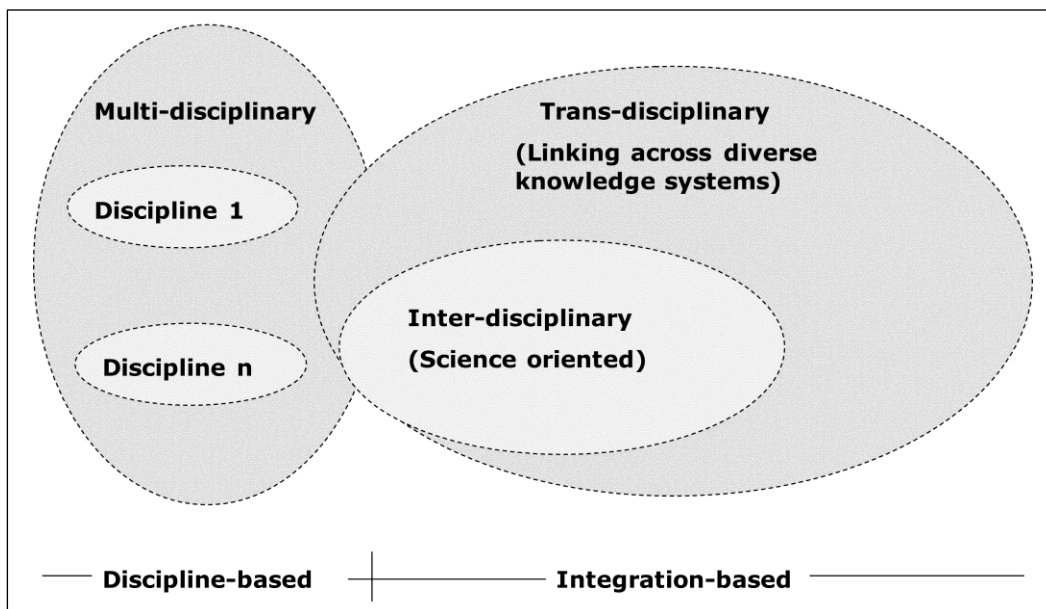 Multi-disciplinary
Discipline 1
Discipline n
Trans-disciplinary
(Linking across diverse
knowledge systems)
Inter-disciplinary
(Science oriented)
Discipline-based
Integration-based